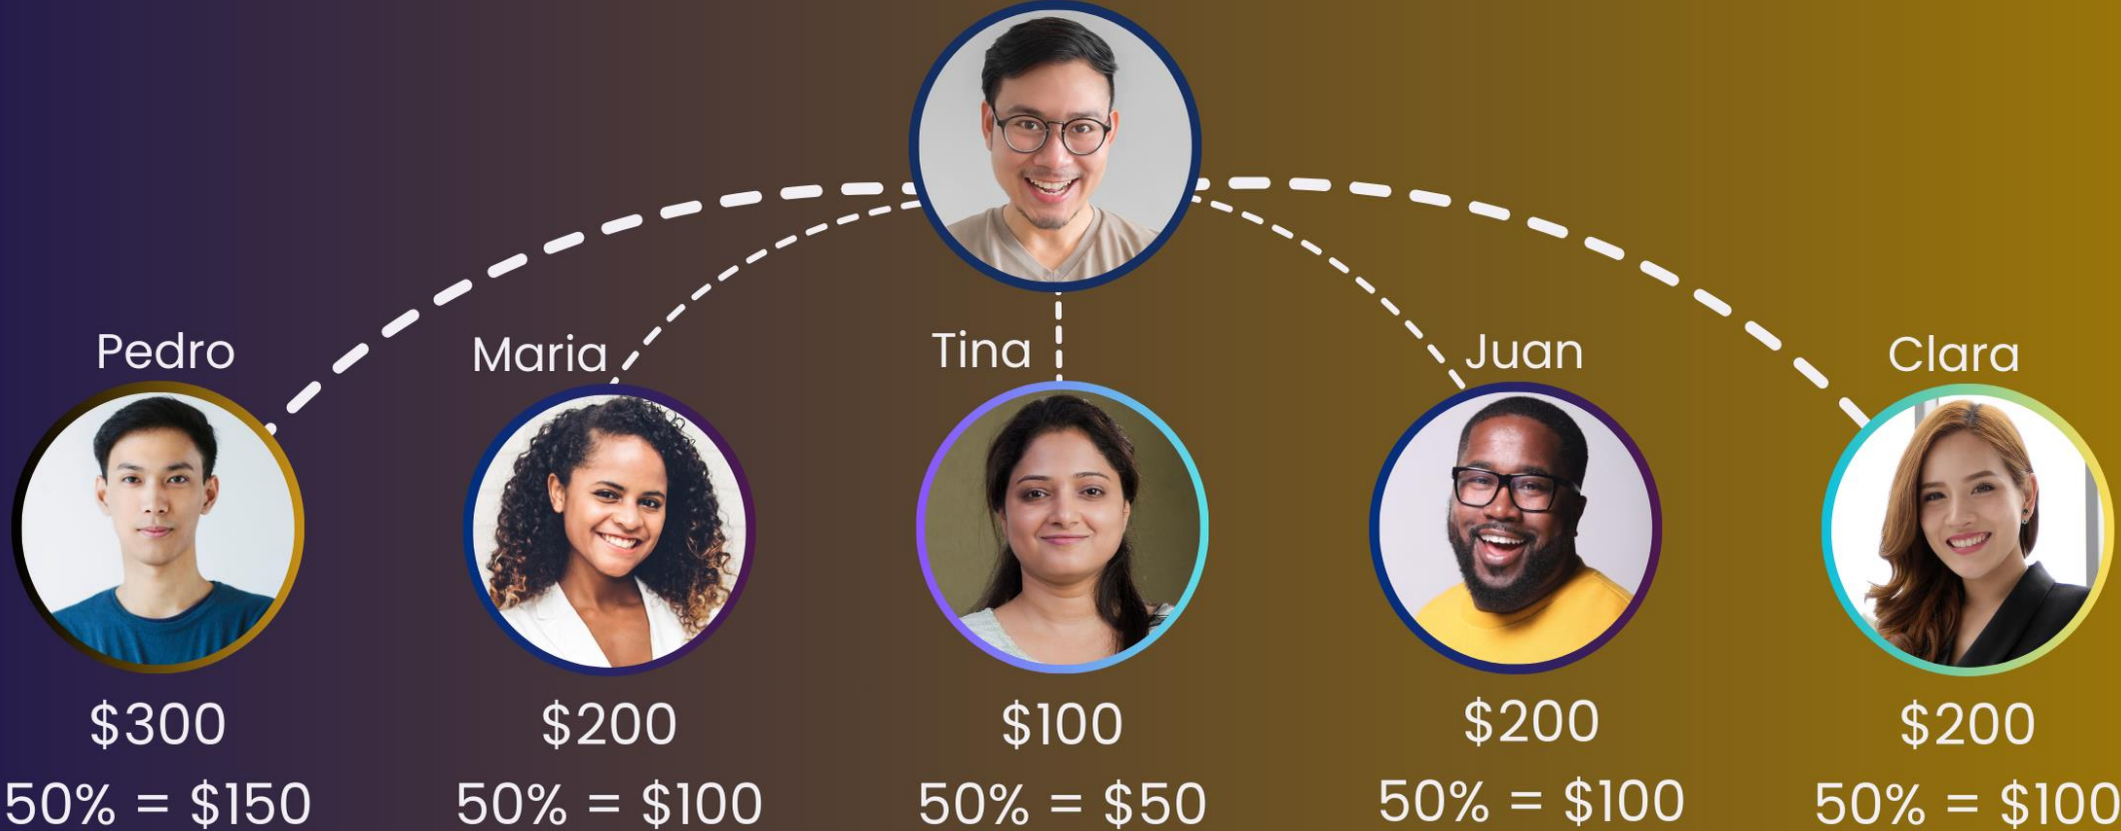 Pedro
Maria
Tina
Juan
Clara
$300
$200
$100
$200
$200
50% = $150
50% = $100
50% = $50
50% = $100
50% = $100